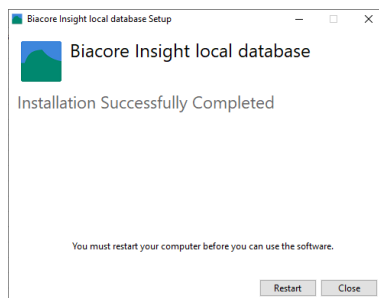 Biacore Insight local database Setup
Biacore Insight local database
Installation Successfully Completed
You must restart your computer before you can use the software.
Restart
Close